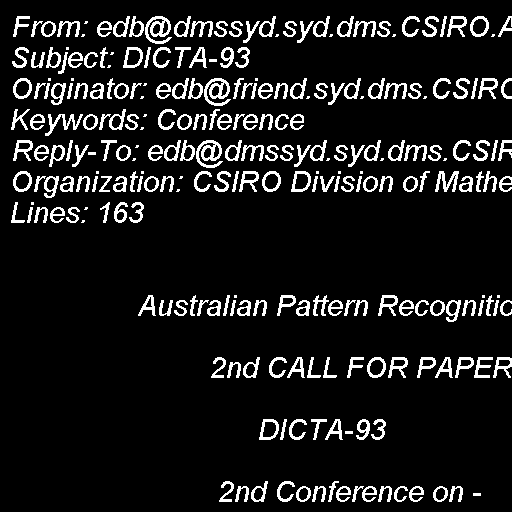 From: edb@dmssyd.syd.dms.CSIRO.A
Subject: DICTA-93
Originator: edb@friend.syd.dms.CSIRO
Keywords: Conference
Reply-To: edb@dmssyd.syd.dms.CSIR
Organization: CSIRO Division of Mathe
Lines: 163
Australian Pattern Recognitio
2nd CALL FOR PAPER
DICTA-93
2nd Conference on -